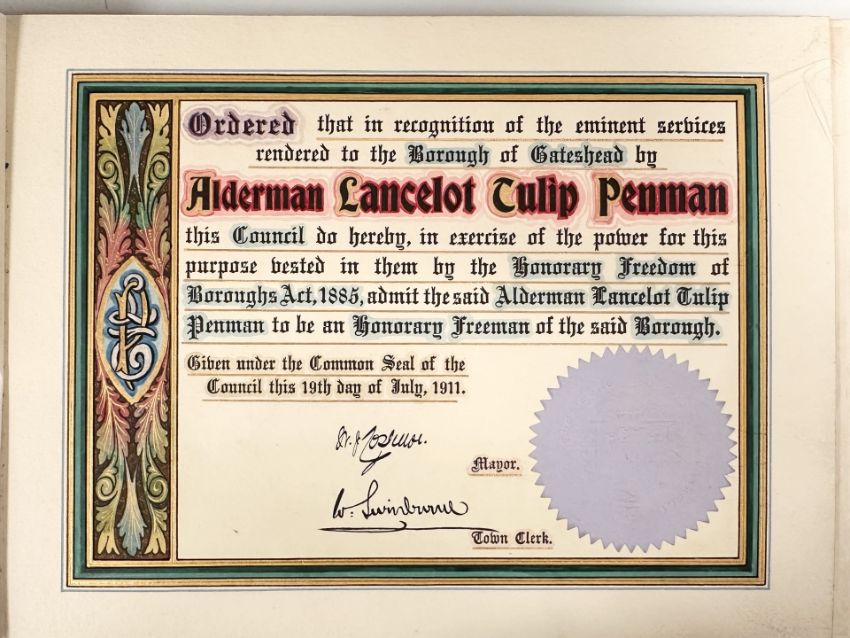 Ordered that in recognition of the eminent services
rendered to the Borough of Gateshead by
Alderman Lancelot Tulip Penman
this Council do hereby, in exercise of the power for this
purpose vested in them by the Honorary Freedom of
Boroughs Act, 1885, admit the said Alderman Lancelot Tulip
Penman to be an Honorary Freeman of the said Borough.
Given under the Common Seal of the
Council this 19th day of July, 1911.
Mayor.
W. Swinburne
Town Clerk.